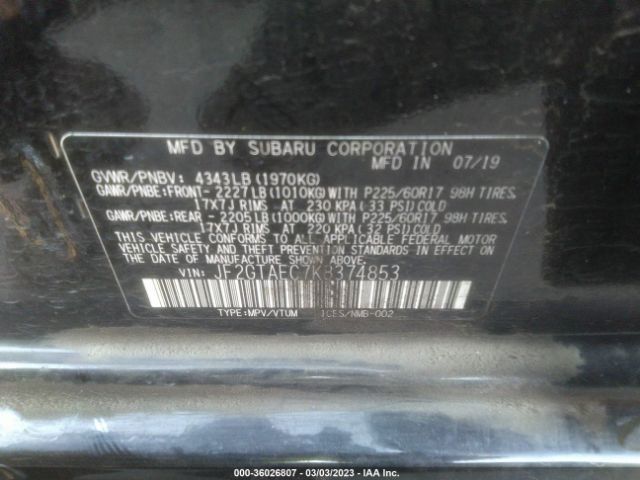 MFD BY SUBARU CORPORATION
MFD IN 07/19
GVWR/PNBV: 4343LB (1970KG)
GAWR/PNBE:FRONT- 2227LB(1010KG)WITH P225/60R17 98H TIRES,
17X7J RIMS AT 230 KPA(33 PSI)COLD
GAWR/PNBE:REAR - 2205LB(1000KG)WITH P225/60R17 98H TIRES,
17X7J RIMS AT 220 KPA(32 PSI)COLD
THIS VEHICLE CONFORMS TO ALL APPLICABLE FEDERAL MOTOR
VEHICLE SAFETY AND BUMPER STANDARDS IN EFFECT ON
THE DATE OF MANUFACTURE SHOWN ABOVE.
VIN: JF2GTAEC7KB374853
TYPE:MPV/VTUM ICES/NMB-002
000-36026807 - 03/03/2023 - IAA Inc.